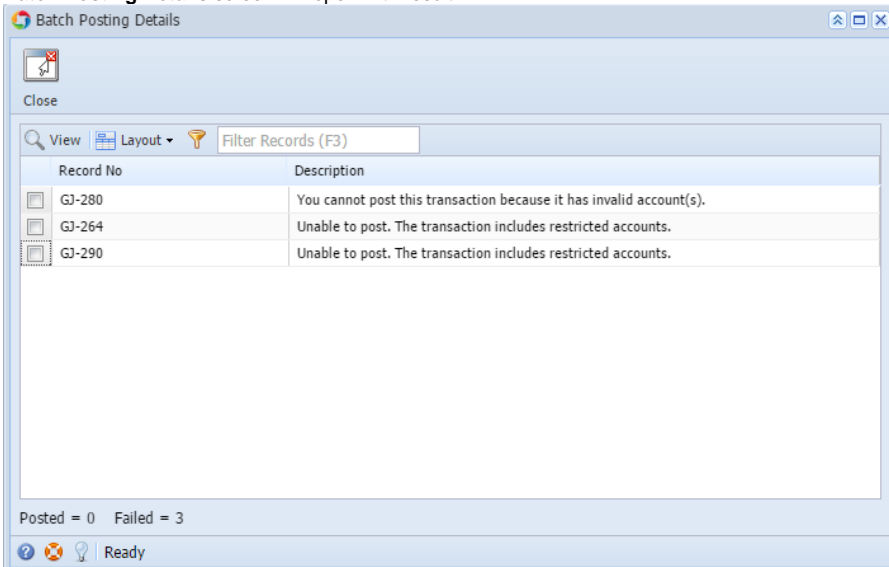 Batch Posting Details
Close
View Layout Filter Records (F3)
Record No Description
GJ-280 You cannot post this transaction because it has invalid account(s).
GJ-264 Unable to post. The transaction includes restricted accounts.
GJ-290 Unable to post. The transaction includes restricted accounts.
Posted = 0 Failed = 3
Ready